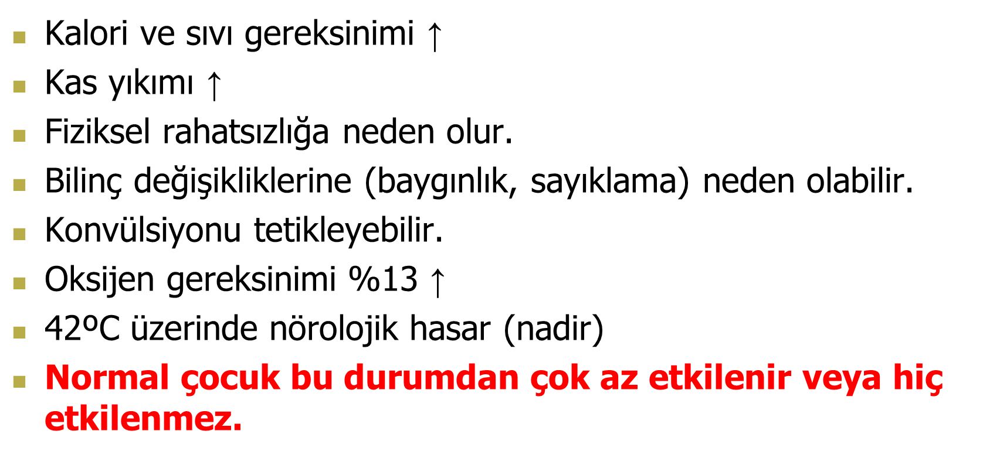 Kalori ve sıvı gereksinimi ↑
Kas yıkımı ↑
Fiziksel rahatsızlığa neden olur.
Bilinç değişikliklerine (baygınlık, sayıklama) neden olabilir.
Konvülsiyonu tetikleyebilir.
Oksijen gereksinimi %13 ↑
42ºC üzerinde nörolojik hasar (nadir)
Normal çocuk bu durumdan çok az etkilenir veya hiç
etkilenmez.